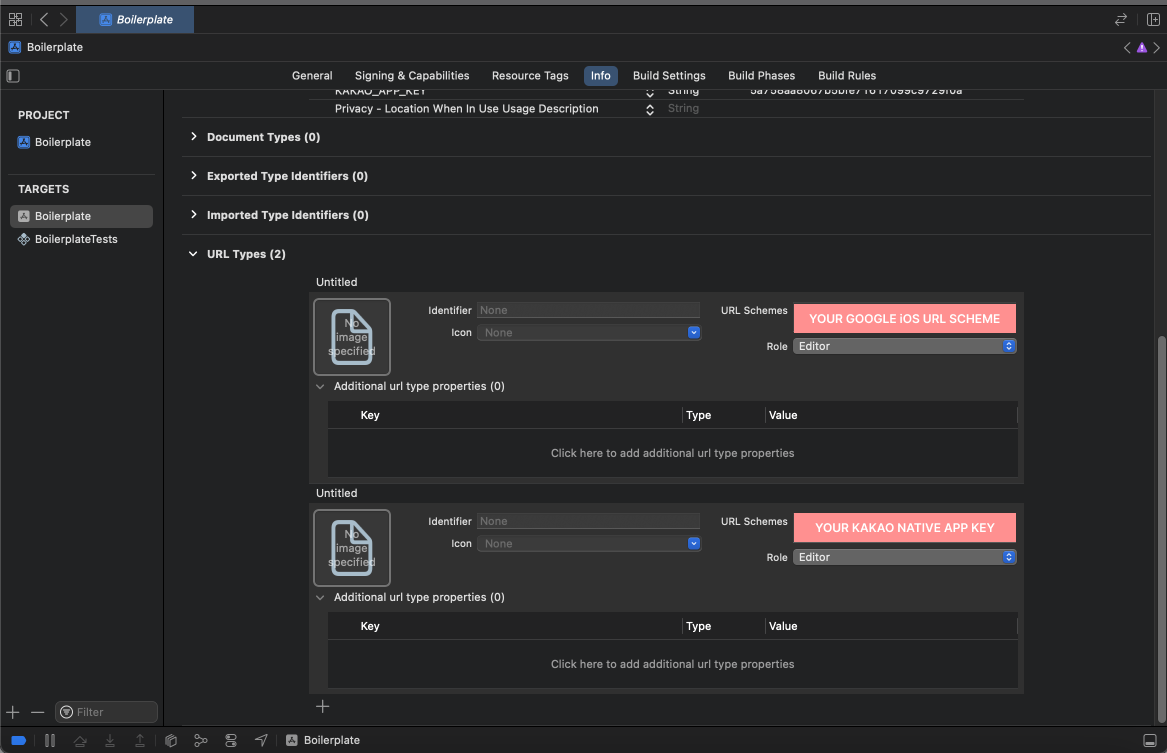 Boilerplate
Boilerplate
General Signing & Capabilities Resource Tags Info Build Settings Build Phases Build Rules
PROJECT
Boilerplate
TARGETS
Boilerplate
BoilerplateTests
KAKAO_APP_KEY String
Privacy - Location When In Use Usage Description String
Document Types (0)
Exported Type Identifiers (0)
Imported Type Identifiers (0)
URL Types (2)
Untitled
No image specified
Identifier None URL Schemes YOUR GOOGLE iOS URL SCHEME
Icon None
Role Editor
Additional url type properties (0)
Key Type Value
Click here to add additional url type properties
Untitled
No image specified
Identifier None URL Schemes YOUR KAKAO NATIVE APP KEY
Icon None
Role Editor
Additional url type properties (0)
Key Type Value
Click here to add additional url type properties
Filter
Boilerplate